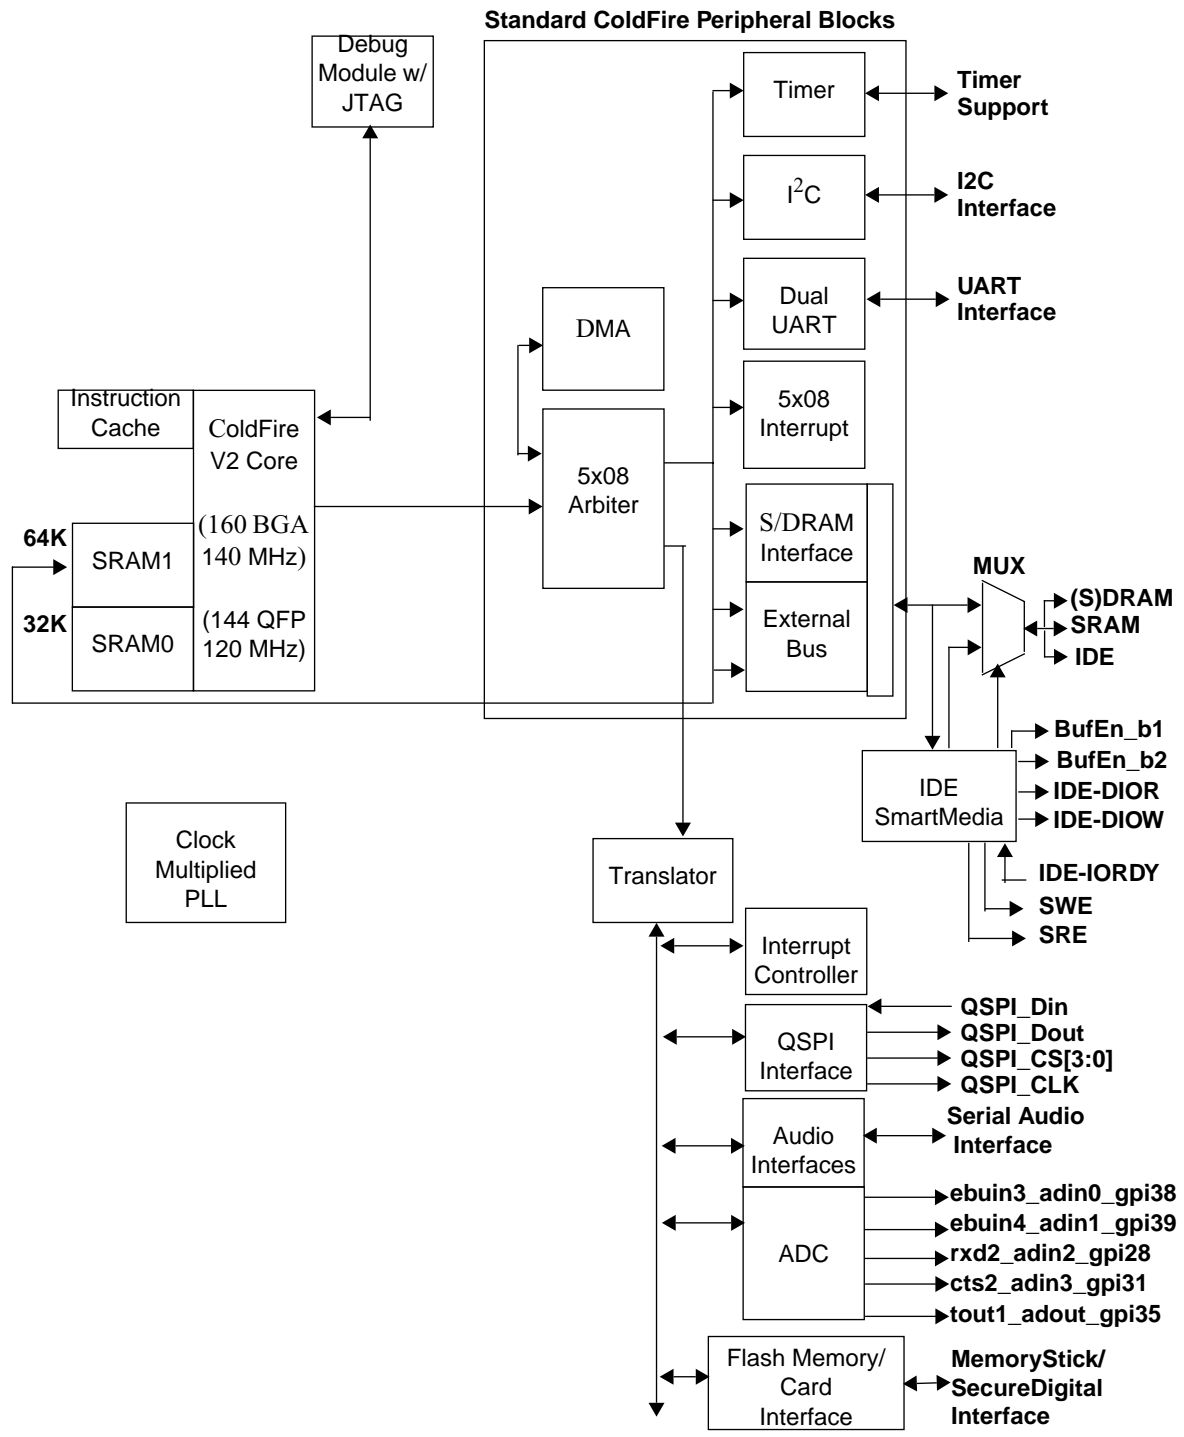 Standard ColdFire Peripheral Blocks
Debug
Module w/
JTAG
Timer
Timer
Support
I2C
I2C
Interface
Dual
UART
UART
Interface
DMA
5x08
Interrupt
Instruction
Cache
ColdFire
V2 Core
(160 BGA
140 MHz)
(144 QFP
120 MHz)
5x08
Arbiter
64K
SRAM1
32K
SRAM0
S/DRAM
Interface
External
Bus
MUX
(S)DRAM
SRAM
IDE
BufEn_b1
BufEn_b2
IDE-DIOR
IDE-DIOW
IDE
SmartMedia
IDE-IORDY
SWE
SRE
Clock
Multiplied
PLL
Translator
Interrupt
Controller
QSPI
Interface
QSPI_Din
QSPI_Dout
QSPI_CS[3:0]
QSPI_CLK
Audio
Interfaces
Serial Audio
Interface
ADC
ebuin3_adin0_gpi38
ebuin4_adin1_gpi39
rxd2_adin2_gpi28
cts2_adin3_gpi31
tout1_adout_gpi35
Flash Memory/
Card
Interface
MemoryStick/
SecureDigital
Interface